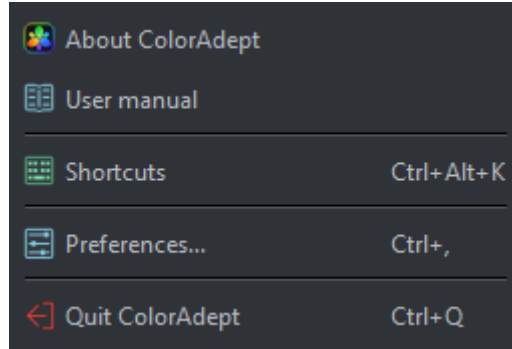 About ColorAdept
User manual
Shortcuts Ctrl+Alt+K
Preferences... Ctrl+,
Quit ColorAdept Ctrl+Q